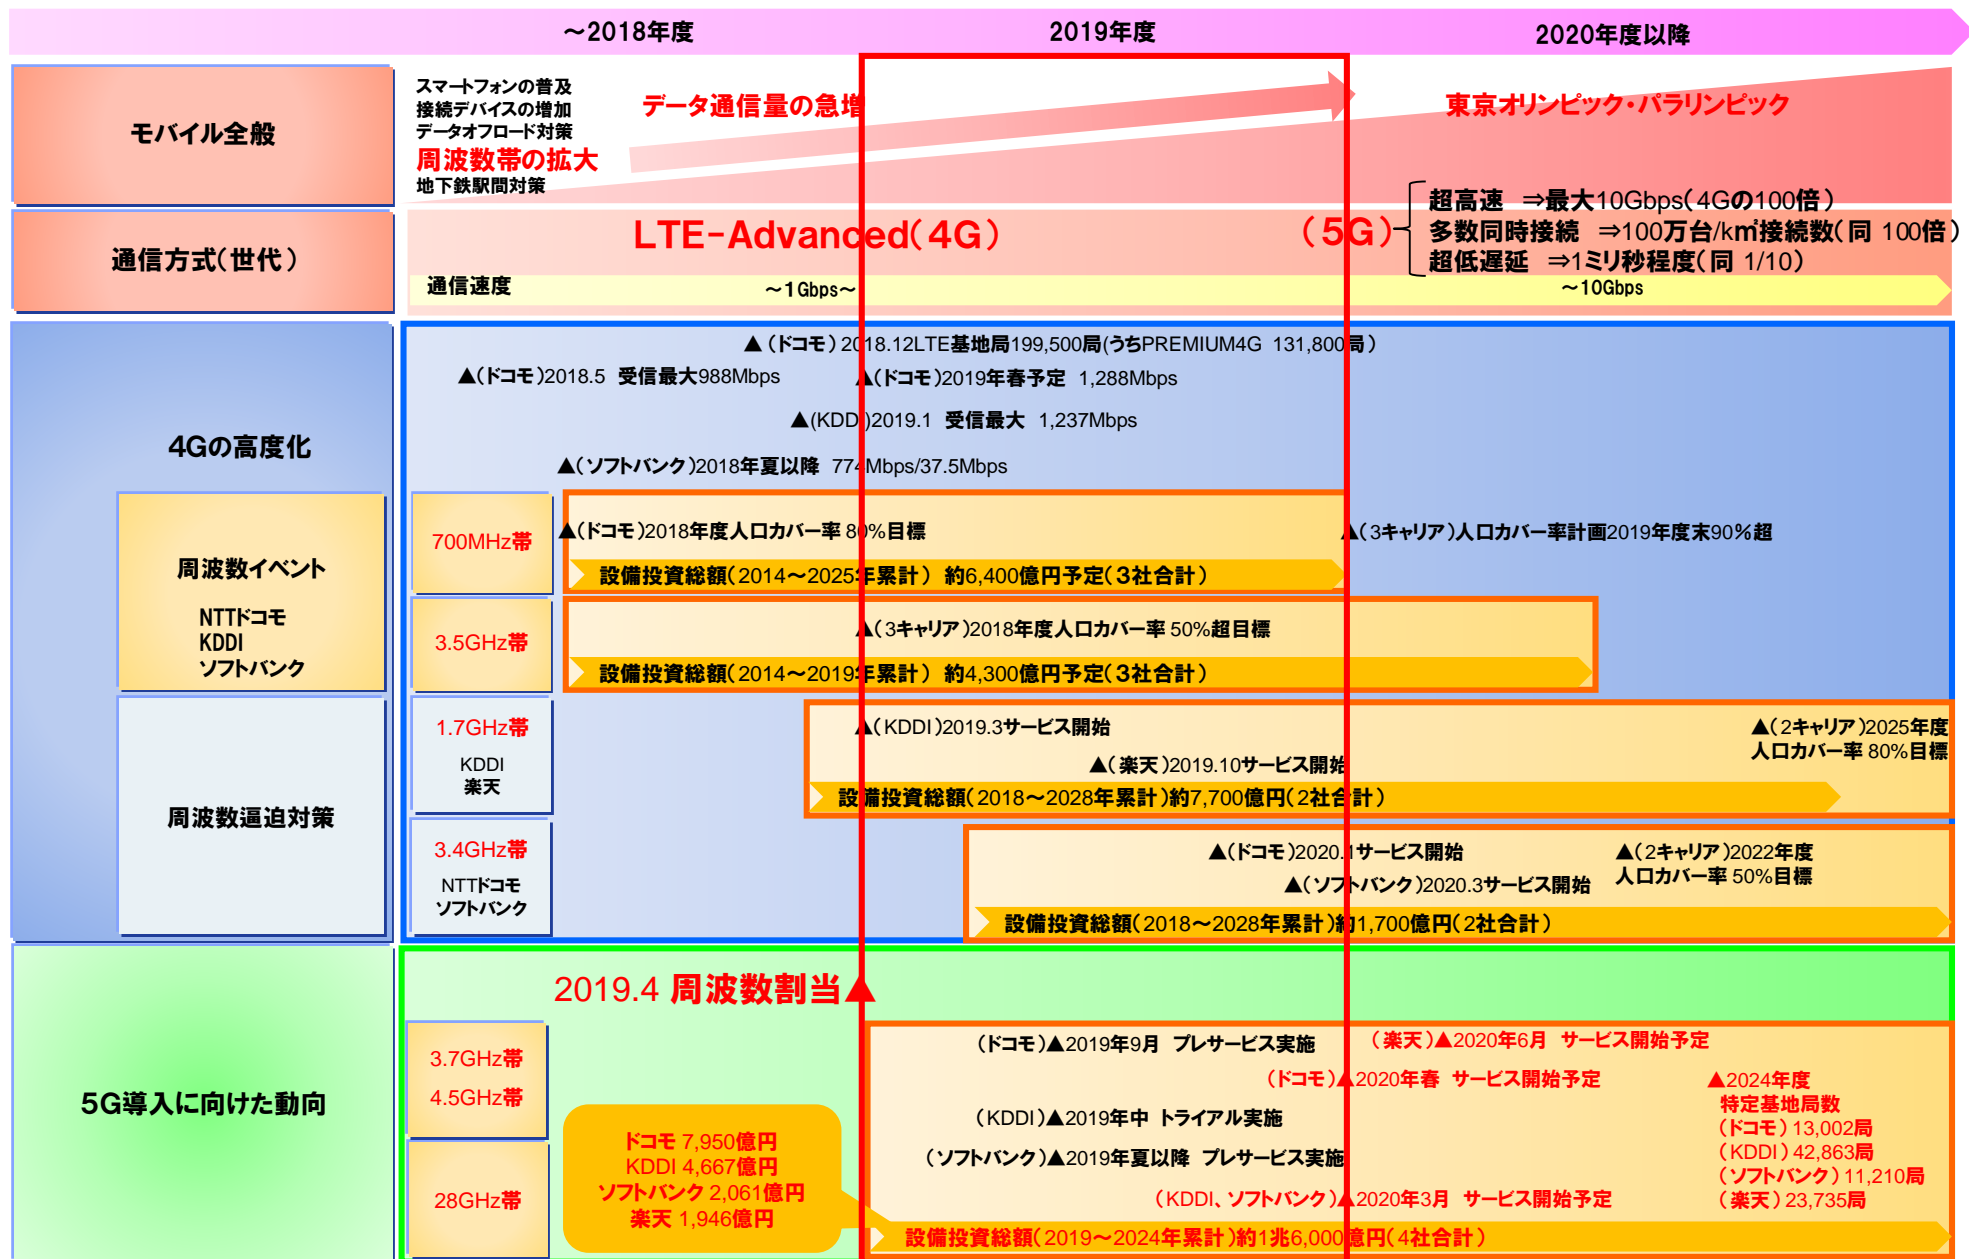 ～2018年度
2019年度
2020年度以降
モバイル全般
スマートフォンの普及
接続デバイスの増加
データオフロード対策
周波数帯の拡大
地下鉄駅間対策
データ通信量の急増
東京オリンピック・パラリンピック
通信方式(世代)
LTE-Advanced(4G)
(5G)
超高速 ⇒最大10Gbps(4Gの100倍)
多数同時接続 ⇒100万台/k㎡接続数(同 100倍)
超低遅延 ⇒1ミリ秒程度(同 1/10)
通信速度
～1Gbps～
～10Gbps
4Gの高度化
▲(ドコモ)2018.12LTE基地局199,500局(うちPREMIUM4G 131,800局)
▲(ドコモ)2018.5 受信最大988Mbps
▲(ドコモ)2019年春予定 1,288Mbps
▲(KDDI)2019.1 受信最大 1,237Mbps
▲(ソフトバンク)2018年夏以降 774Mbps/37.5Mbps
周波数イベント
NTTドコモ
KDDI
ソフトバンク
700MHz帯
▲(ドコモ)2018年度人口カバー率 80%目標
▲(3キャリア)人口カバー率計画2019年度末90%超
設備投資総額(2014～2025年累計) 約6,400億円予定(3社合計)
3.5GHz帯
▲(3キャリア)2018年度人口カバー率 50%超目標
設備投資総額(2014～2019年累計) 約4,300億円予定(3社合計)
周波数逼迫対策
1.7GHz帯
KDDI
楽天
▲(KDDI)2019.3サービス開始
▲(楽天)2019.10サービス開始
▲(2キャリア)2025年度
人口カバー率 80%目標
設備投資総額(2018～2028年累計)約7,700億円(2社合計)
3.4GHz帯
NTTドコモ
ソフトバンク
▲(ドコモ)2020.1サービス開始
▲(ソフトバンク)2020.3サービス開始
▲(2キャリア)2022年度
人口カバー率 50%目標
設備投資総額(2018～2028年累計)約1,700億円(2社合計)
5G導入に向けた動向
2019.4 周波数割当▲
3.7GHz帯
4.5GHz帯
28GHz帯
ドコモ 7,950億円
KDDI 4,667億円
ソフトバンク 2,061億円
楽天 1,946億円
(ドコモ)▲2019年9月 プレサービス実施
(楽天)▲2020年6月 サービス開始予定
(ドコモ)▲2020年春 サービス開始予定
(KDDI)▲2019年中 トライアル実施
(ソフトバンク)▲2019年夏以降 プレサービス実施
(KDDI、ソフトバンク)▲2020年3月 サービス開始予定
▲2024年度
特定基地局数
(ドコモ) 13,002局
(KDDI) 42,863局
(ソフトバンク) 11,210局
(楽天) 23,735局
設備投資総額(2019～2024年累計)約1兆6,000億円(4社合計)